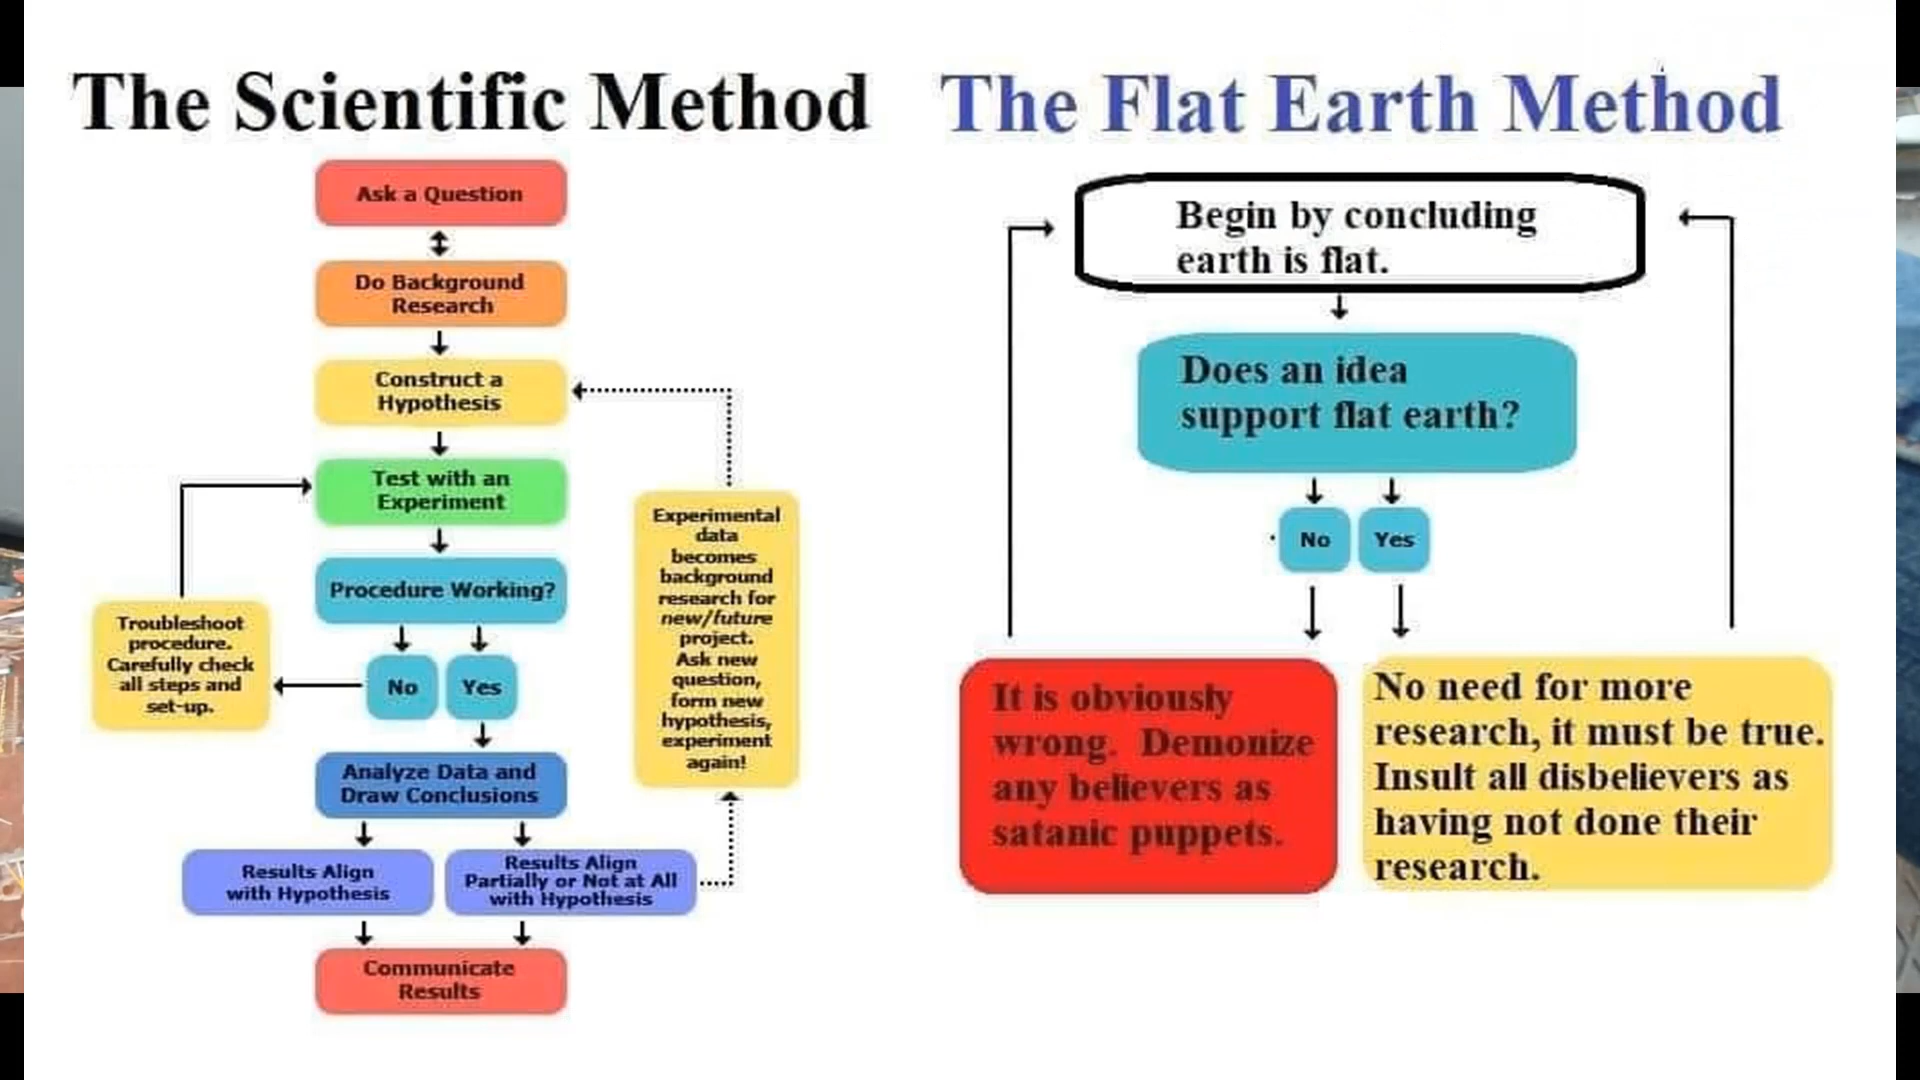 The Scientific Method
Ask a Question
Do Background
Research
Construct a
Hypothesis
Test with an
Experiment
Procedure Working?
No
Yes
Troubleshoot
procedure.
Carefully check
all steps and
set-up.
Experimental
data
becomes
background
research for
new/future
project.
Ask new
question,
form new
hypothesis,
experiment
again!
Analyze Data and
Draw Conclusions
Results Align
with Hypothesis
Results Align
Partially or Not at All
with Hypothesis
Communicate
Results
The Flat Earth Method
Begin by concluding
earth is flat.
Does an idea
support flat earth?
No
Yes
It is obviously
wrong. Demonize
any believers as
satanic puppets.
No need for more
research, it must be true.
Insult all disbelievers as
having not done their
research.